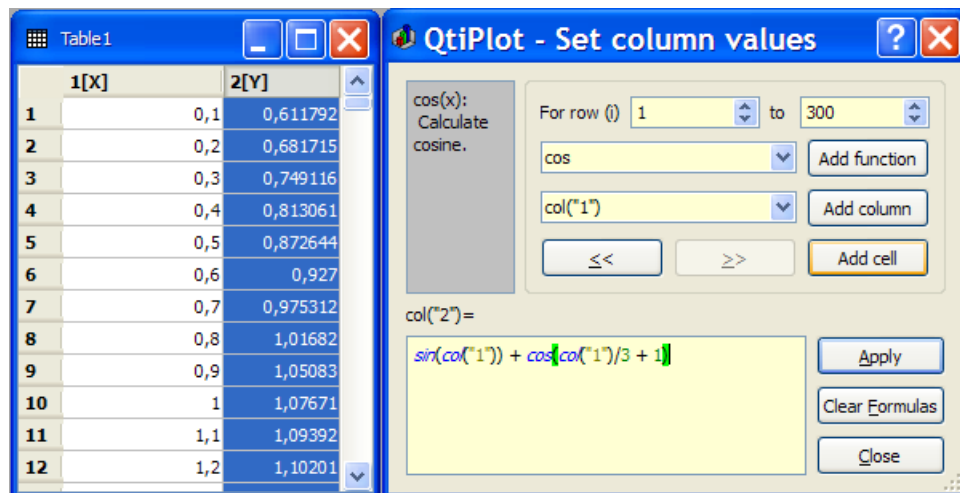 Table1
1[X] 2[Y]
1 0,1 0,611792
2 0,2 0,681715
3 0,3 0,749116
4 0,4 0,813061
5 0,5 0,872644
6 0,6 0,927
7 0,7 0,975312
8 0,8 1,01682
9 0,9 1,05083
10 1 1,07671
11 1,1 1,09392
12 1,2 1,10201
QtiPlot - Set column values
cos(x):
Calculate
cosine.
For row (i) 1 to 300
cos Add function
col("1") Add column
<< >> Add cell
col("2")=
sin(col("1")) + cos(col("1")/3 + 1)
Apply
Clear Formulas
Close